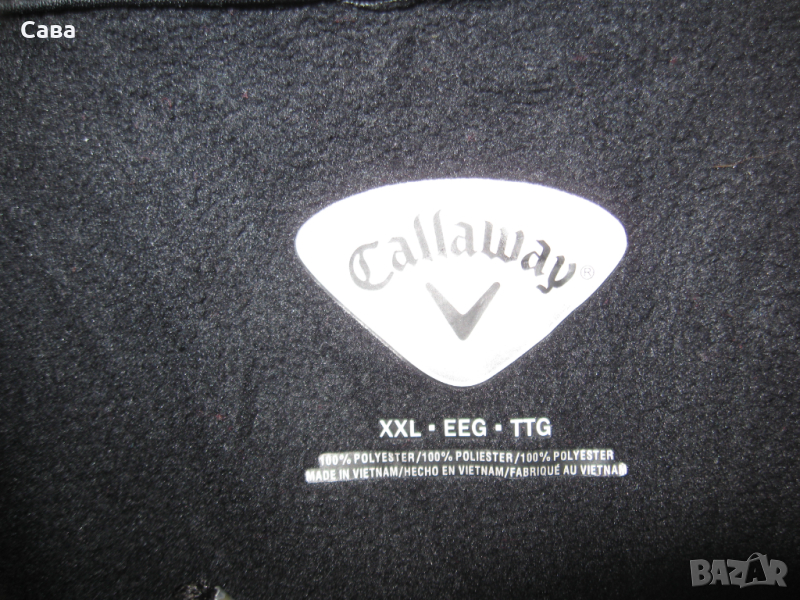 Сава
Callaway ®
XXL • EEG • TTG
100% POLYESTER/100% POLIESTER/100% POLYESTER
MADE IN VIETNAM/HECHO EN VIETNAM/FABRIQUÉ AU VIETNAM
BAZAR